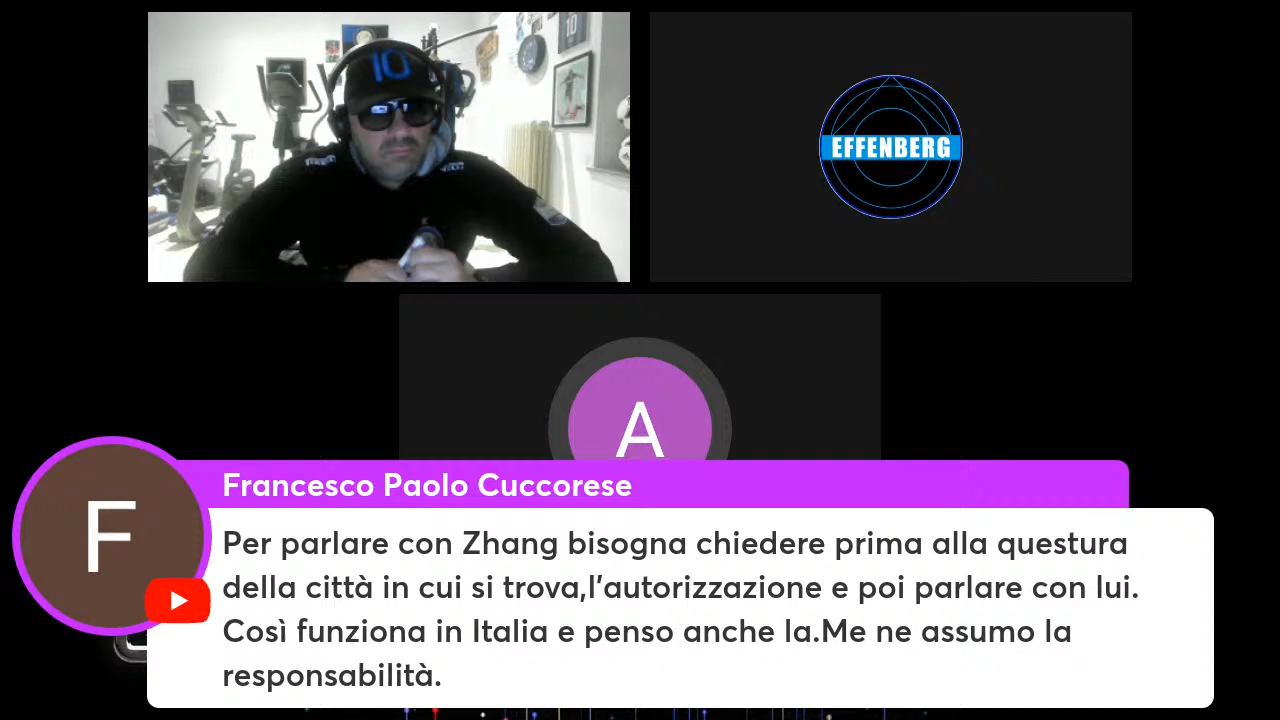 10
10
EFFENBERG
A
F
Francesco Paolo Cuccorese
Per parlare con Zhang bisogna chiedere prima alla questura
della città in cui si trova,l'autorizzazione e poi parlare con lui.
Così funziona in Italia e penso anche la.Me ne assumo la
responsabilità.